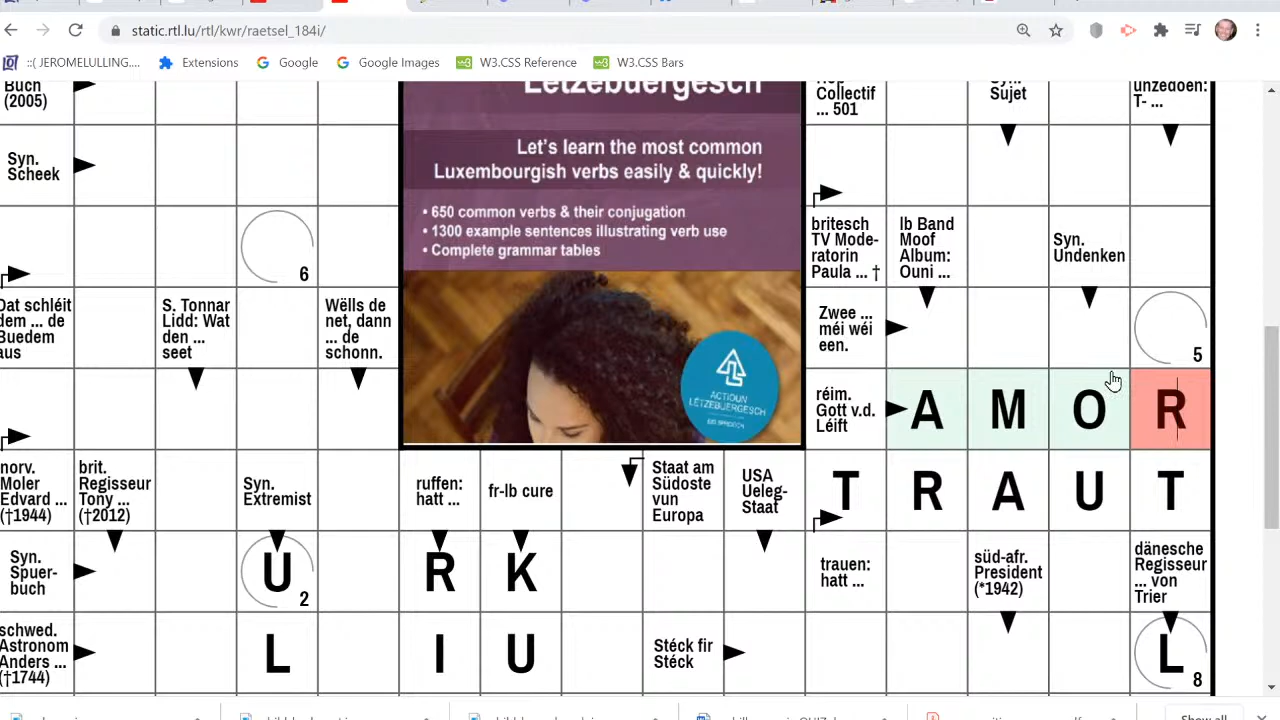 static.rtl.lu/rtl/kwr/raetsel_184i/
::( JEROMELULLING....
Extensions
Google
Google Images
W3.CSS Reference
W3.CSS Bars
Buch
(2005)
Lëtzebuergesch
Collectif
... 501
Syn.
Sujet
unzedoen:
T- ...
Syn.
Scheek
Let's learn the most common
Luxembourgish verbs easily & quickly!
• 650 common verbs & their conjugation
• 1300 example sentences illustrating verb use
• Complete grammar tables
6
britesch
TV Mode-
ratorin
Paula ... †
lb Band
Moof
Album:
Ouni ...
Syn.
Undenken
Dat schléit
dem ... de
Buedem
aus
S. Tonnar
Lidd: Wat
den ...
seet
Wëlls de
net, dann
... de
schonn.
Zwee ...
méi wéi
een.
5
ACTIOUN
LËTZEBUERGESCH
réim.
Gott v.d.
Léift
A M O R
norv.
Moler
Edvard ...
(†1944)
brit.
Regisseur
Tony ...
(†2012)
Syn.
Extremist
ruffen:
hatt ...
fr-lb cure
Staat am
Südoste
vun
Europa
USA
Ueleg-
Staat
T R A U T
Syn.
Spuer-
buch
U
2
R K
trauen:
hatt ...
süd-afr.
President
(*1942)
dänesche
Regisseur
... von
Trier
schwed.
Astronom
Anders ...
(†1744)
L
I U
Stéck fir
Stéck
L
8
Show all